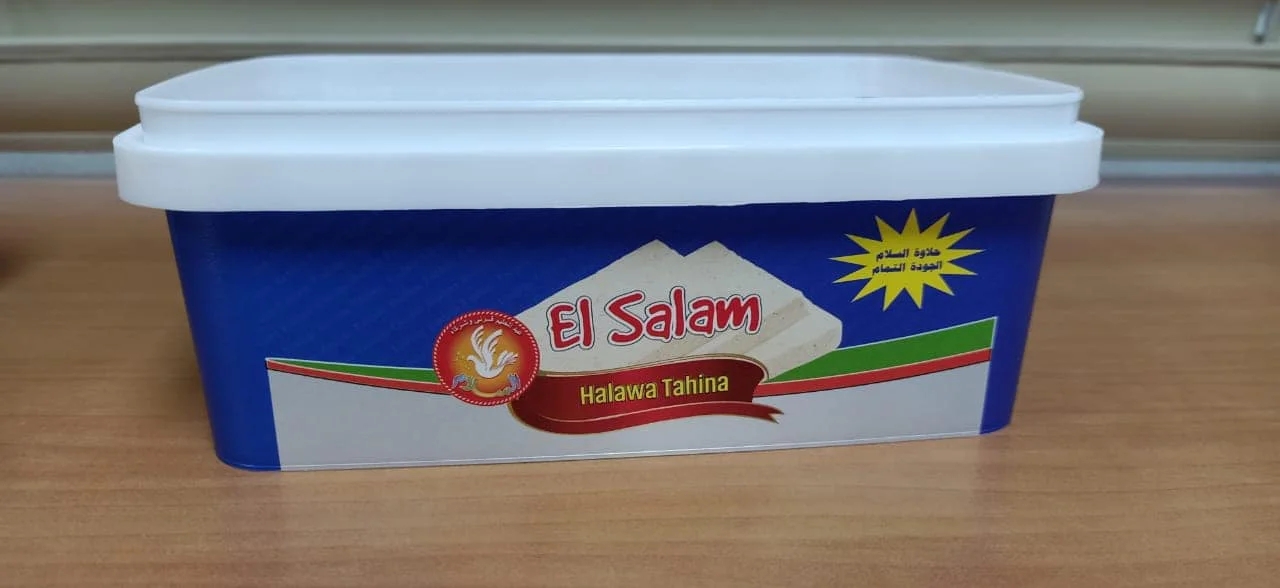 حلاوة السلام
الجودة التمام
El Salam
Halawa Tahina